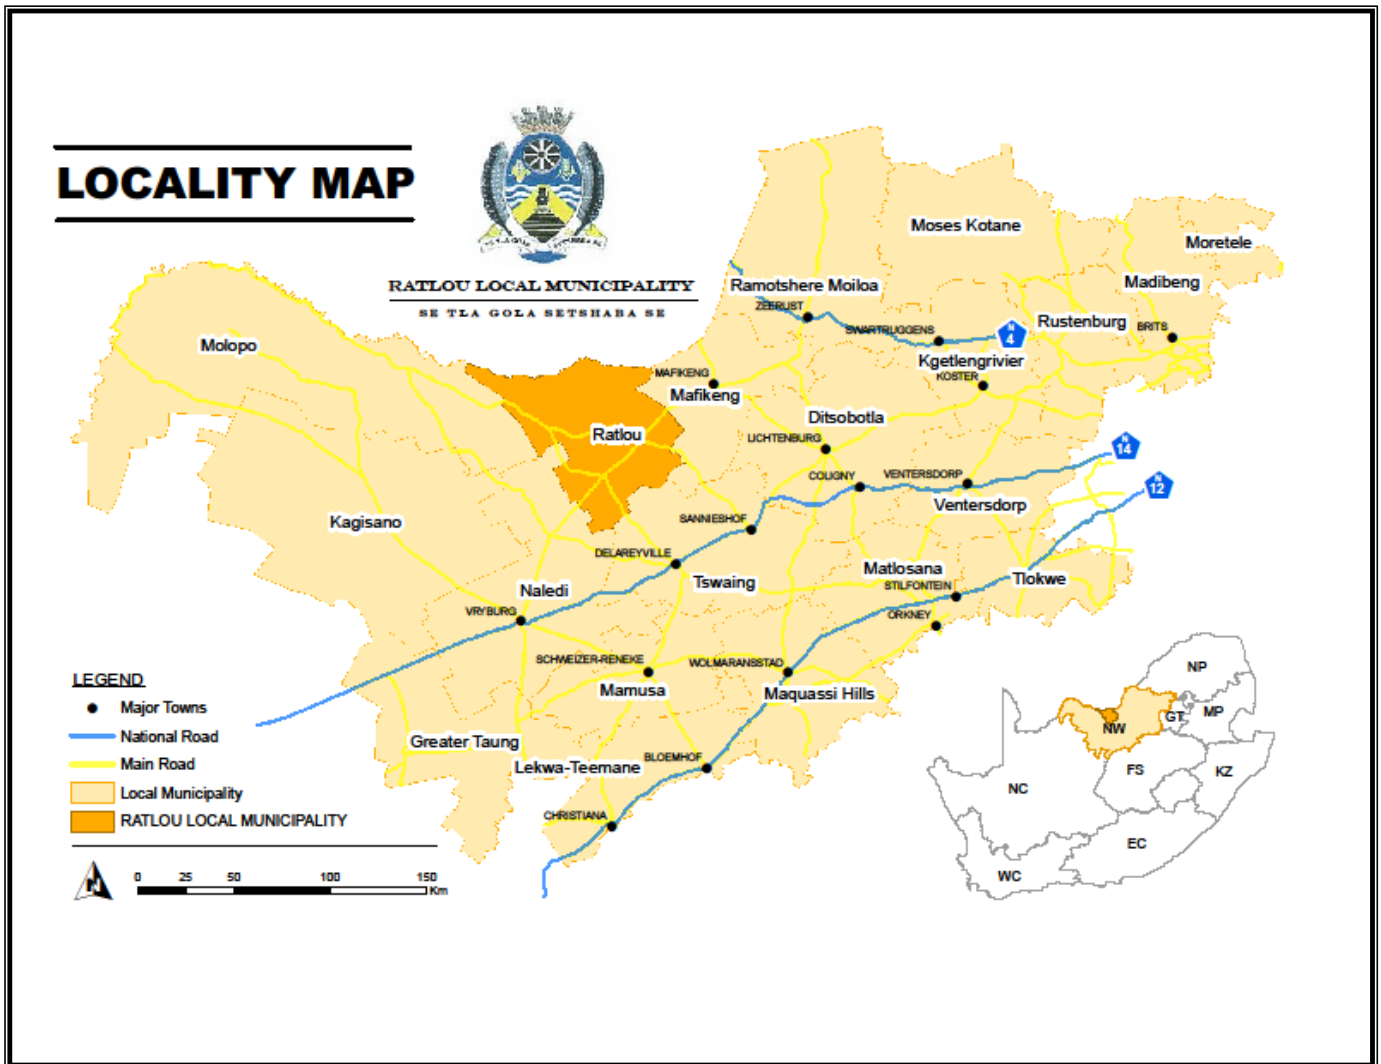 LOCALITY MAP
RATLOU LOCAL MUNICIPALITY
SE TLA GOLA SETSHABA SE
Moses Kotane
Moretele
Madibeng
Ramotshere Moiloa
ZEERUST
SWARTRUGGENS
N
4
Rustenburg
BRITS
Molopo
Kgetlengrivier
KOSTER
MAFIKENG
Mafikeng
Ditsobotla
Ratlou
LICHTENBURG
N
14
COLIGNY
VENTERSDORP
N
12
Ventersdorp
Kagisano
SANNIESHOF
DELAREYVILLE
Tswaing
Matlosana
STILFONTEIN
Tlokwe
Naledi
VRYBURG
ORKNEY
SCHWEIZER-RENEKE
WOLMARANSSTAD
Mamusa
Maquassi Hills
Greater Taung
Lekwa-Teemane
BLOEMHOF
CHRISTIANA
LEGEND
Major Towns
National Road
Main Road
Local Municipality
RATLOU LOCAL MUNICIPALITY
N
0 25 50 100 150
Km
NP
GT
MP
NW
FS
KZ
NC
EC
WC